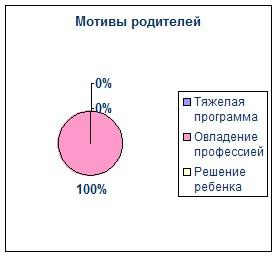 Мотивы родителей
0%
0%
100%
Тяжелая
программа
Овладение
профессией
Решение
ребенка